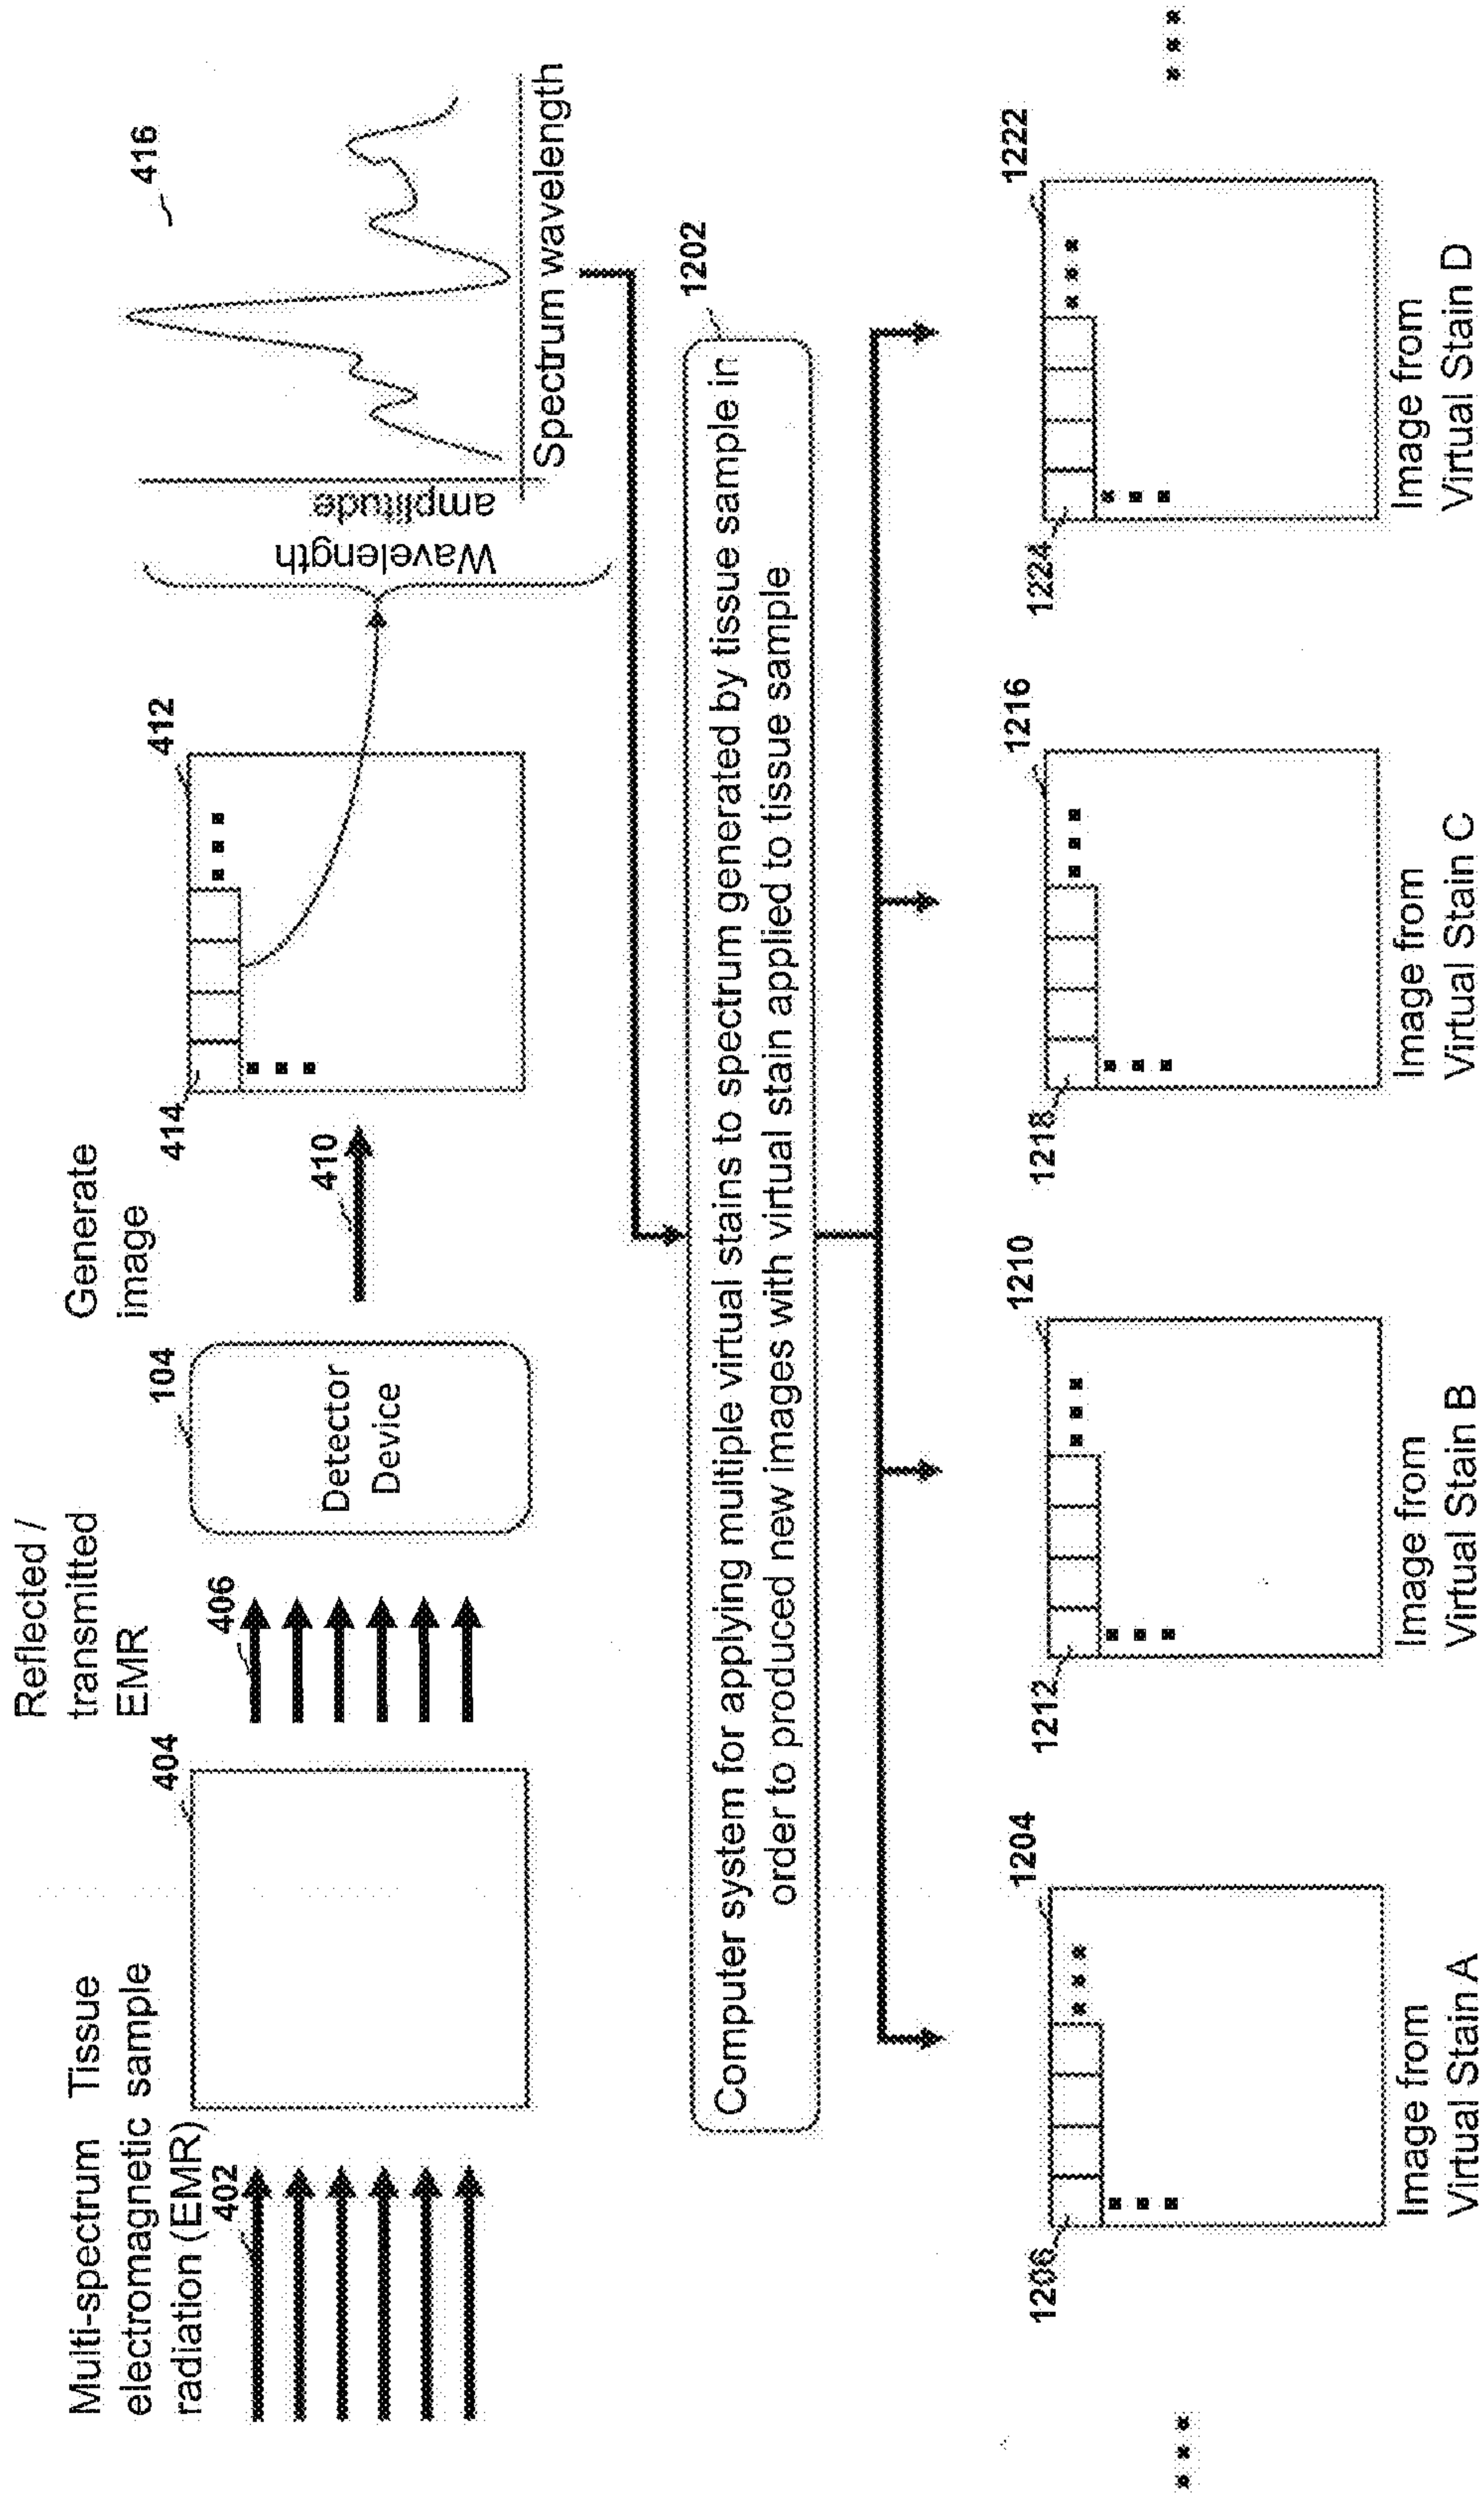 Multi-spectrum
electromagnetic
radiation (EMR)
402
Tissue
sample
404
Reflected /
transmitted
EMR
406
104
Detector
Device
Generate
image
410
414
412
416
Wavelength
amplitude
Spectrum wavelength
1202
Computer system for applying multiple virtual stains to spectrum generated by tissue sample in
order to produced new images with virtual stain applied to tissue sample
1204
1206
Image from
Virtual Stain A
1210
1212
Image from
Virtual Stain B
1216
1218
Image from
Virtual Stain C
1222
1224
Image from
Virtual Stain D